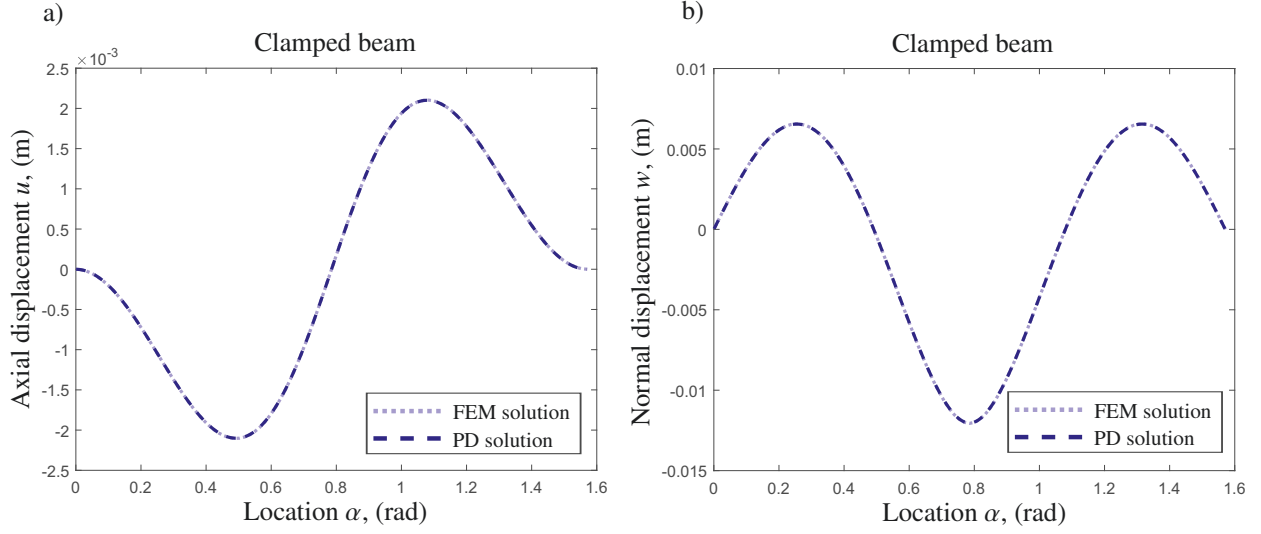 a)
Clamped beam
×10⁻³
2.5
2
1.5
1
0.5
0
-0.5
-1
-1.5
-2
-2.5
Axial displacement u, (m)
0 0.2 0.4 0.6 0.8 1 1.2 1.4 1.6
Location α, (rad)
FEM solution
PD solution
b)
Clamped beam
0.01
0.005
0
-0.005
-0.01
-0.015
Normal displacement w, (m)
0 0.2 0.4 0.6 0.8 1 1.2 1.4 1.6
Location α, (rad)
FEM solution
PD solution